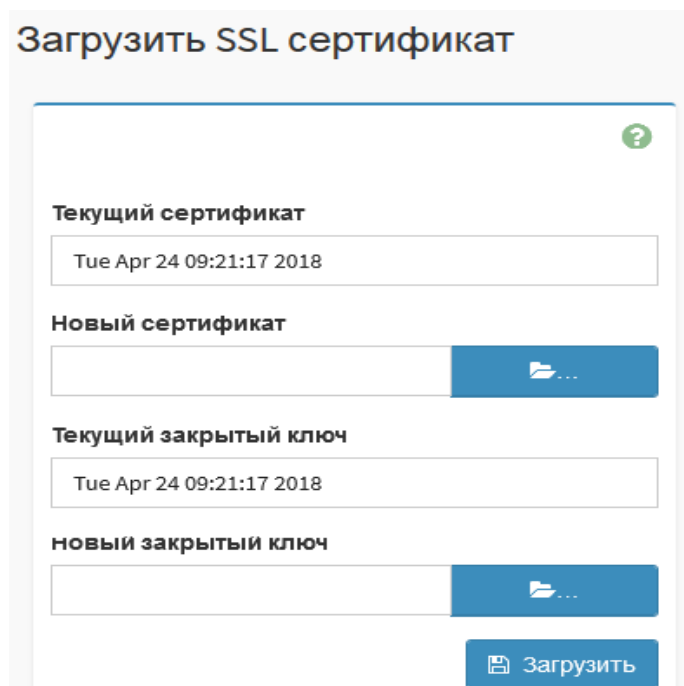 Загрузить SSL сертификат
Текущий сертификат
Tue Apr 24 09:21:17 2018
Новый сертификат
...
Текущий закрытый ключ
Tue Apr 24 09:21:17 2018
Новый закрытый ключ
...
Загрузить